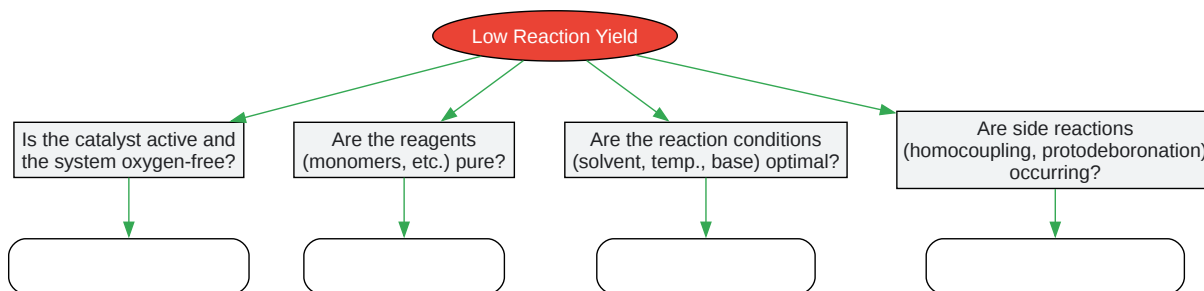 Low Reaction Yield
Is the catalyst active and
the system oxygen-free?
Are the reagents
(monomers, etc.) pure?
Are the reaction conditions
(solvent, temp., base) optimal?
Are side reactions
(homocoupling, protodeboronation)
occurring?